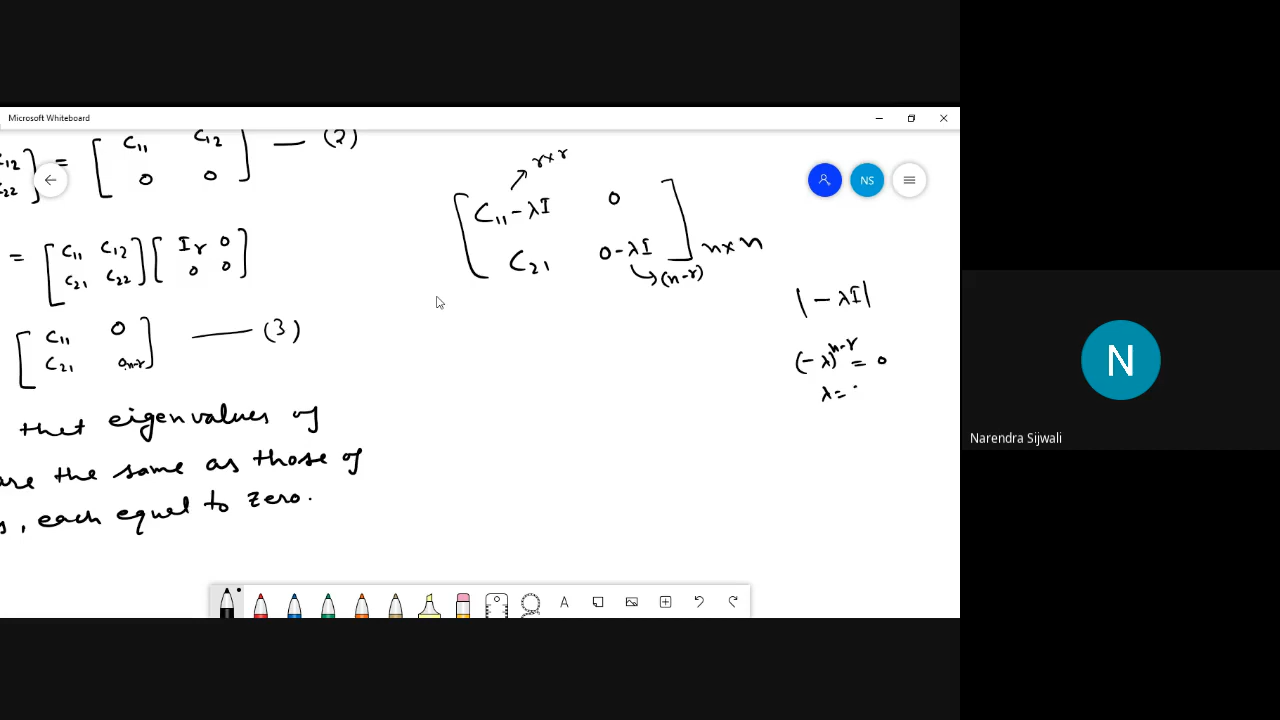 Microsoft Whiteboard
C12 C22] = [C11 C12 0 0] — (2)
= [C11 C12 C21 C22] [Ir 0 0 0]
[C11 0 C21 0n-r] — (3)
that eigenvalues of
are the same as those of
s, each equal to zero.
r×r
[C11 - λI 0 C21 0 - λI] n×n
(n-r)
|- λI|
(- λ)^n-r = 0
λ =
NS
N
Narendra Sijwali
A